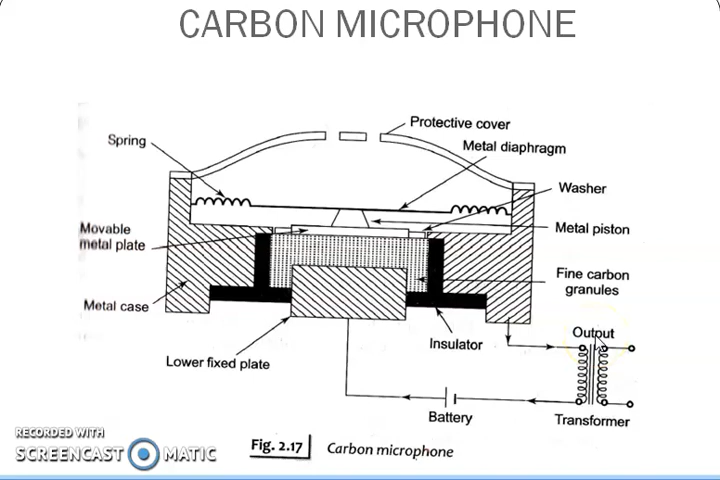 CARBON MICROPHONE
Protective cover
Spring
Metal diaphragm
Washer
Movable
metal plate
Metal piston
Fine carbon
granules
Metal case
Output
Insulator
Lower fixed plate
Battery
Transformer
RECORDED WITH
SCREENCAST MATIC
Fig. 2.17 Carbon microphone